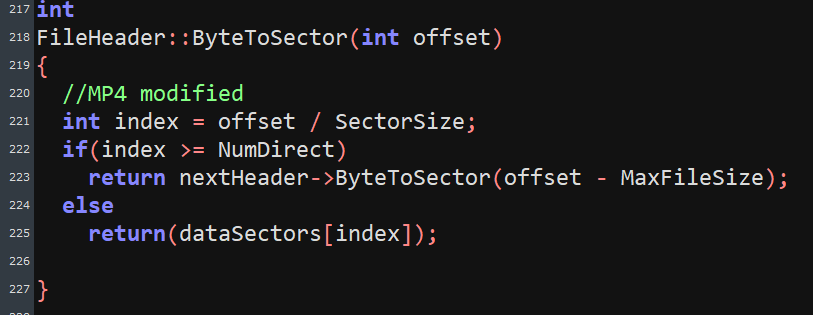 217 int
218 FileHeader::ByteToSector(int offset)
219 {
220   //MP4 modified
221   int index = offset / SectorSize;
222   if(index >= NumDirect)
223     return nextHeader->ByteToSector(offset - MaxFileSize);
224   else
225     return(dataSectors[index]);
226
227 }